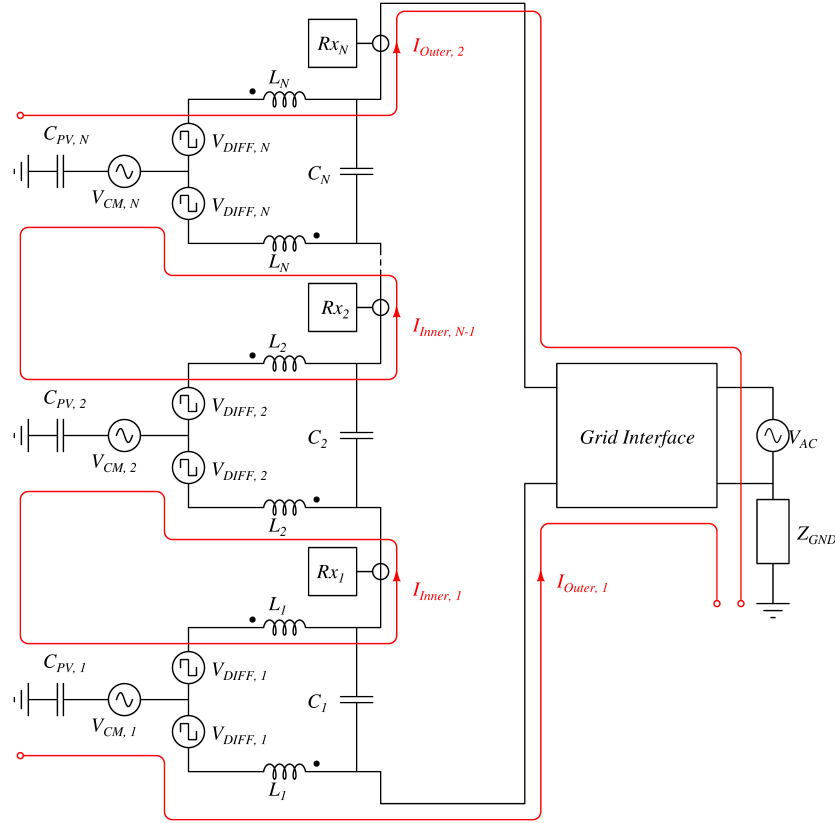 Rx_N
I_Outer, 2
L_N
C_PV, N
V_DIFF, N
V_CM, N
C_N
V_DIFF, N
L_N
Rx_2
I_Inner, N-1
L_2
C_PV, 2
V_DIFF, 2
V_CM, 2
C_2
Grid Interface
V_AC
V_DIFF, 2
L_2
Z_GND
Rx_1
I_Inner, 1
I_Outer, 1
L_1
C_PV, 1
V_DIFF, 1
V_CM, 1
C_1
V_DIFF, 1
L_1